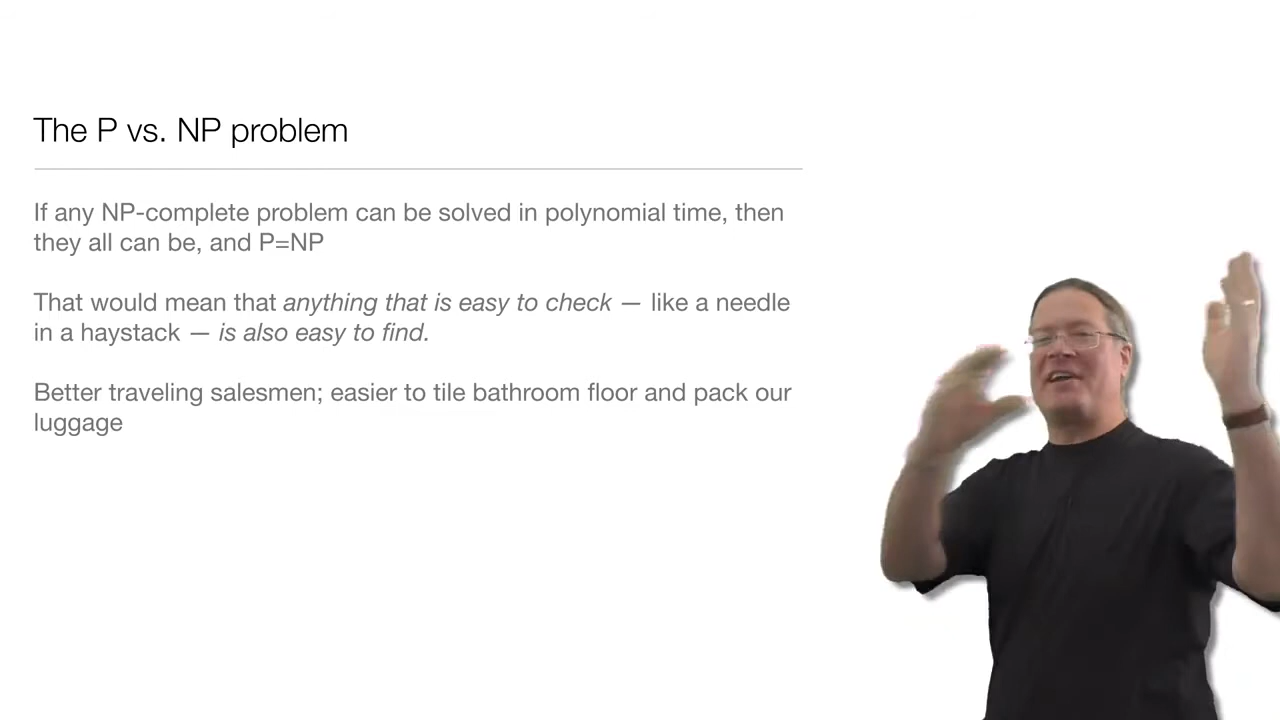 The P vs. NP problem
If any NP-complete problem can be solved in polynomial time, then
they all can be, and P=NP
That would mean that anything that is easy to check — like a needle
in a haystack — is also easy to find.
Better traveling salesmen; easier to tile bathroom floor and pack our
luggage